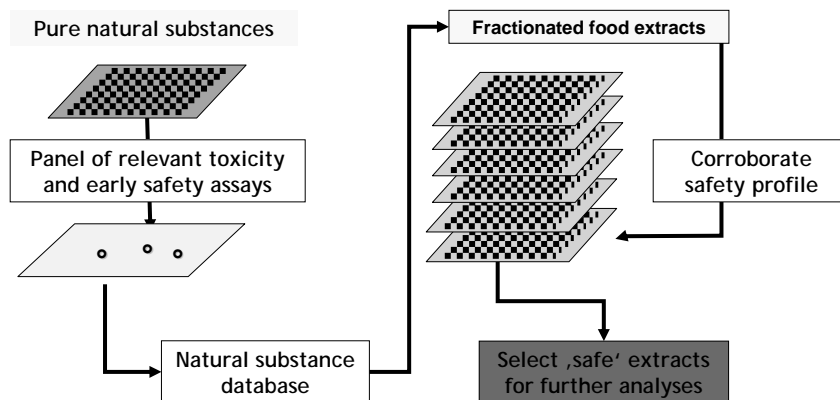 Pure natural substances
Panel of relevant toxicity
and early safety assays
Natural substance
database
Fractionated food extracts
Corroborate
safety profile
Select ‚safe‘ extracts
for further analyses